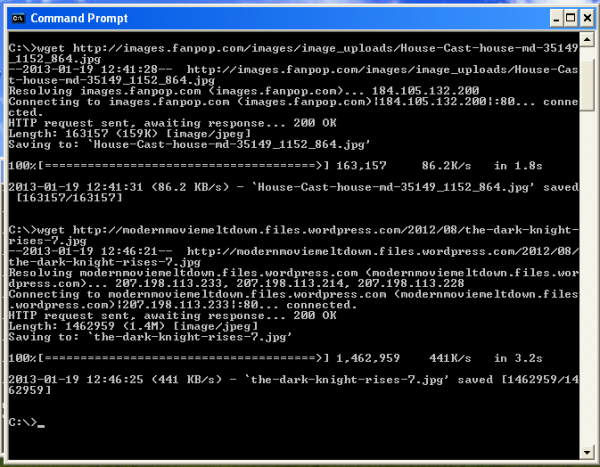 Command Prompt
C:\>wget http://images.fanpop.com/images/image_uploads/House-Cast-house-md-35149
_1152_864.jpg
--2013-01-19 12:41:28--  http://images.fanpop.com/images/image_uploads/House-Cas
t-house-md-35149_1152_864.jpg
Resolving images.fanpop.com (images.fanpop.com)... 184.105.132.200
Connecting to images.fanpop.com (images.fanpop.com)|184.105.132.200|:80... conne
cted.
HTTP request sent, awaiting response... 200 OK
Length: 163157 (159K) [image/jpeg]
Saving to: `House-Cast-house-md-35149_1152_864.jpg'
100%[======================================>] 163,157     86.2K/s   in 1.8s
2013-01-19 12:41:31 (86.2 KB/s) - `House-Cast-house-md-35149_1152_864.jpg' saved
 [163157/163157]
C:\>wget http://modernmoviemeltdown.files.wordpress.com/2012/08/the-dark-knight-
rises-7.jpg
--2013-01-19 12:46:21--  http://modernmoviemeltdown.files.wordpress.com/2012/08/
the-dark-knight-rises-7.jpg
Resolving modernmoviemeltdown.files.wordpress.com (modernmoviemeltdown.files.wor
dpress.com)... 207.198.113.233, 207.198.113.214, 207.198.113.228
Connecting to modernmoviemeltdown.files.wordpress.com (modernmoviemeltdown.files
.wordpress.com)|207.198.113.233|:80... connected.
HTTP request sent, awaiting response... 200 OK
Length: 1462959 (1.4M) [image/jpeg]
Saving to: `the-dark-knight-rises-7.jpg'
100%[======================================>] 1,462,959    441K/s   in 3.2s
2013-01-19 12:46:25 (441 KB/s) - `the-dark-knight-rises-7.jpg' saved [1462959/14
62959]
C:\>_